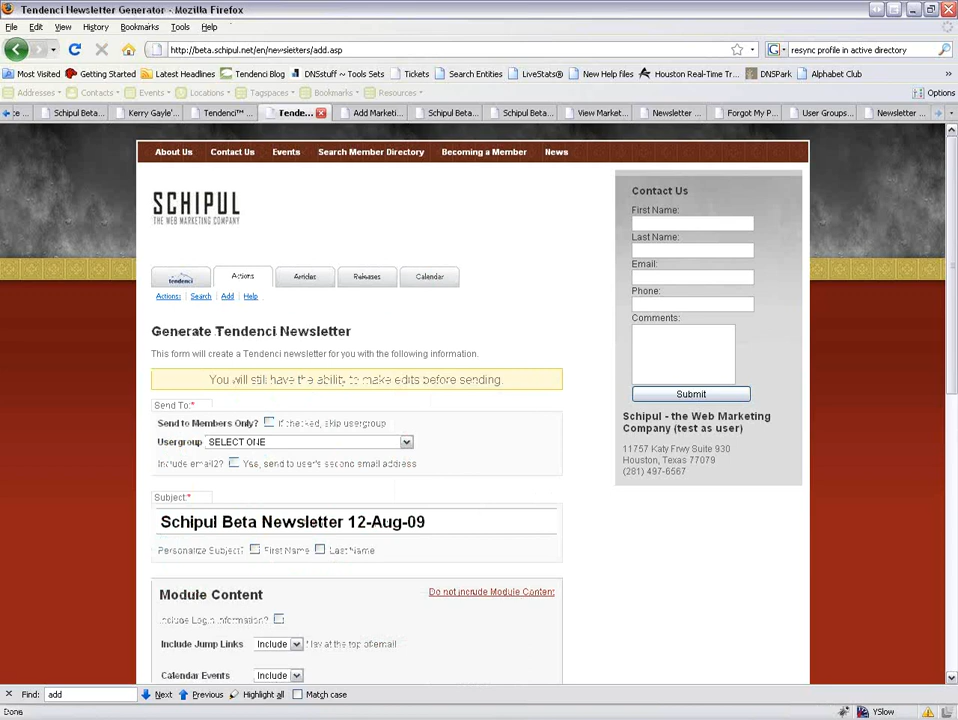 Tendenci Newsletter Generator - Mozilla Firefox
File Edit View History Bookmarks Tools Help
http://beta.schipul.net/en/newsletters/add.asp
resync profile in active directory
Most Visited Getting Started Latest Headlines Tendenci Blog DNSstuff ~ Tools Sets Tickets Search Entities LiveStats® New Help files Houston Real-Time Tr... DNSPark Alphabet Club
Addresses Contacts Events Locations Tagspaces Bookmarks Resources Options
te ... Schipul Beta... Kerry Gayle'... Tendenci™ ... Tende... Add Marketi... Schipul Beta... Schipul Beta... View Market... Newsletter ... Forgot My P... User Groups... Newsletter ...
About Us Contact Us Events Search Member Directory Becoming a Member News
SCHIPUL
THE WEB MARKETING COMPANY
tendenci Actions Articles Releases Calendar
Actions: Search Add Help
Generate Tendenci Newsletter
This form will create a Tendenci newsletter for you with the following information.
You will still have the ability to make edits before sending.
Send To:*
Send to Members Only? If checked, skip usergroup
Usergroup SELECT ONE
Include email2? Yes, send to user's second email address
Subject:*
Schipul Beta Newsletter 12-Aug-09
Personalize Subject? First Name Last Name
Module Content
Do not include Module Content
Include Login Information?
Include Jump Links Include * lay at the top of email
Calendar Events Include
Contact Us
First Name:
Last Name:
Email:
Phone:
Comments:
Submit
Schipul - the Web Marketing
Company (test as user)
11757 Katy Frwy Suite 930
Houston, Texas 77079
(281) 497-6567
Find: add Next Previous Highlight all Match case
Done YSlow